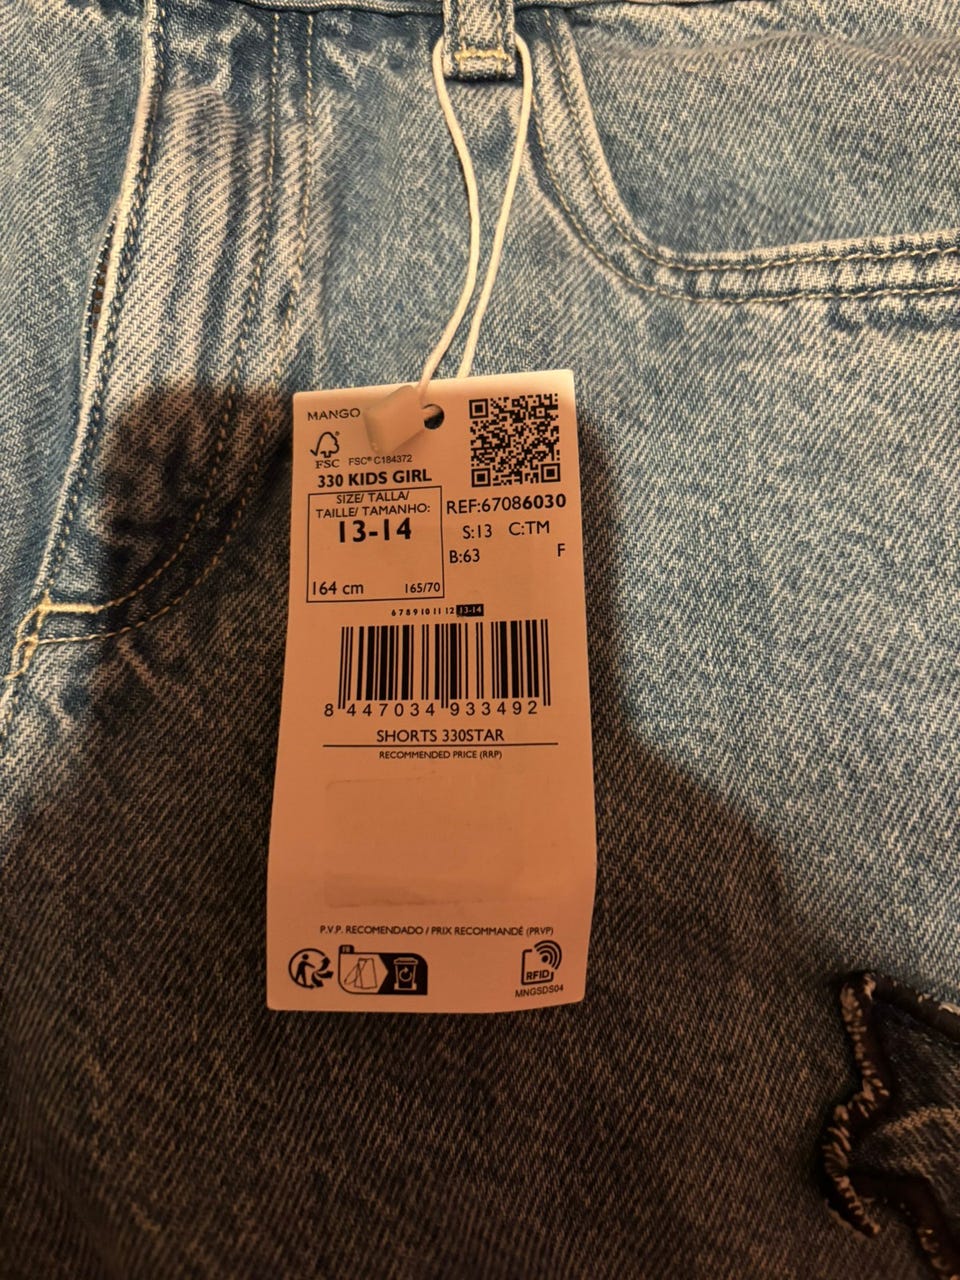 MANGO
FSC FSC® C184372
330 KIDS GIRL
SIZE/ TALLA/
TAILLE/ TAMANHO:
13-14
164 cm 165/70
REF:67086030
S:13 C:TM
B:63 F
6 7 8 9 10 11 12 13-14
8 447034 933492
SHORTS 330STAR
RECOMMENDED PRICE (RRP)
P.V.P. RECOMENDADO / PRIX RECOMMANDÉ (PRVP)
FR
RFID
MNGSDS04